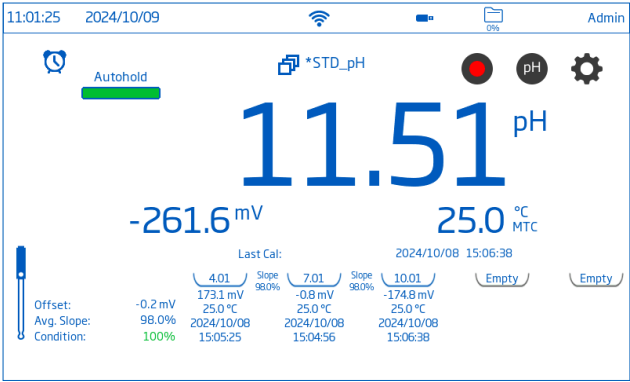 11:01:25 2024/10/09 0% Admin
Autohold *STD_pH pH
11.51 pH
-261.6 mV 25.0 °C MTC
Last Cal: 2024/10/08 15:06:38
4.01 Slope 98.0% 7.01 Slope 98.0% 10.01 Empty Empty
173.1 mV -0.8 mV -174.8 mV
Offset: -0.2 mV 25.0 °C 25.0 °C 25.0 °C
Avg. Slope: 98.0% 2024/10/08 2024/10/08 2024/10/08
Condition: 100% 15:05:25 15:04:56 15:06:38